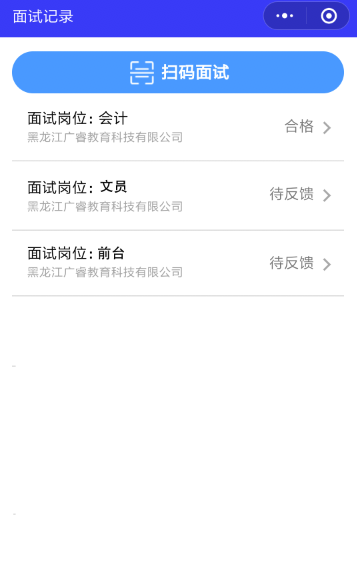 面试记录
扫码面试
面试岗位: 会计
黑龙江广睿教育科技有限公司
合格
面试岗位: 文员
黑龙江广睿教育科技有限公司
待反馈
面试岗位: 前台
黑龙江广睿教育科技有限公司
待反馈